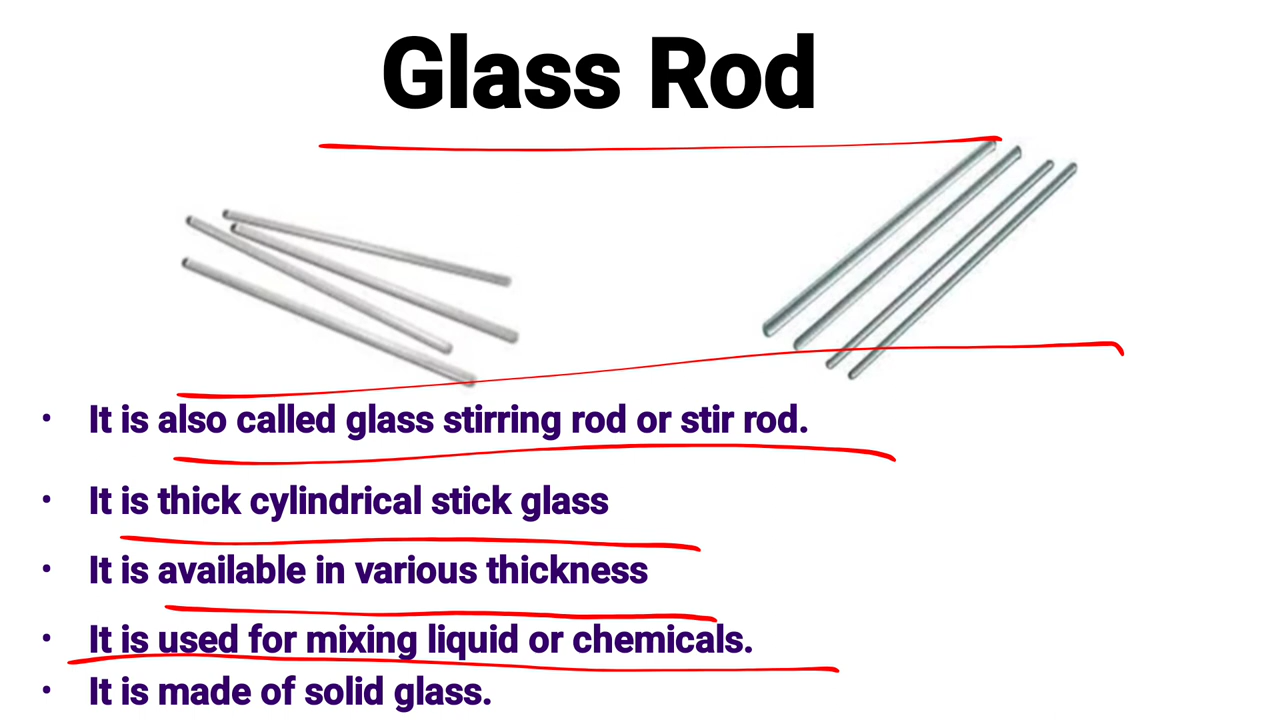 Glass Rod
• It is also called glass stirring rod or stir rod.
• It is thick cylindrical stick glass
• It is available in various thickness
• It is used for mixing liquid or chemicals.
• It is made of solid glass.